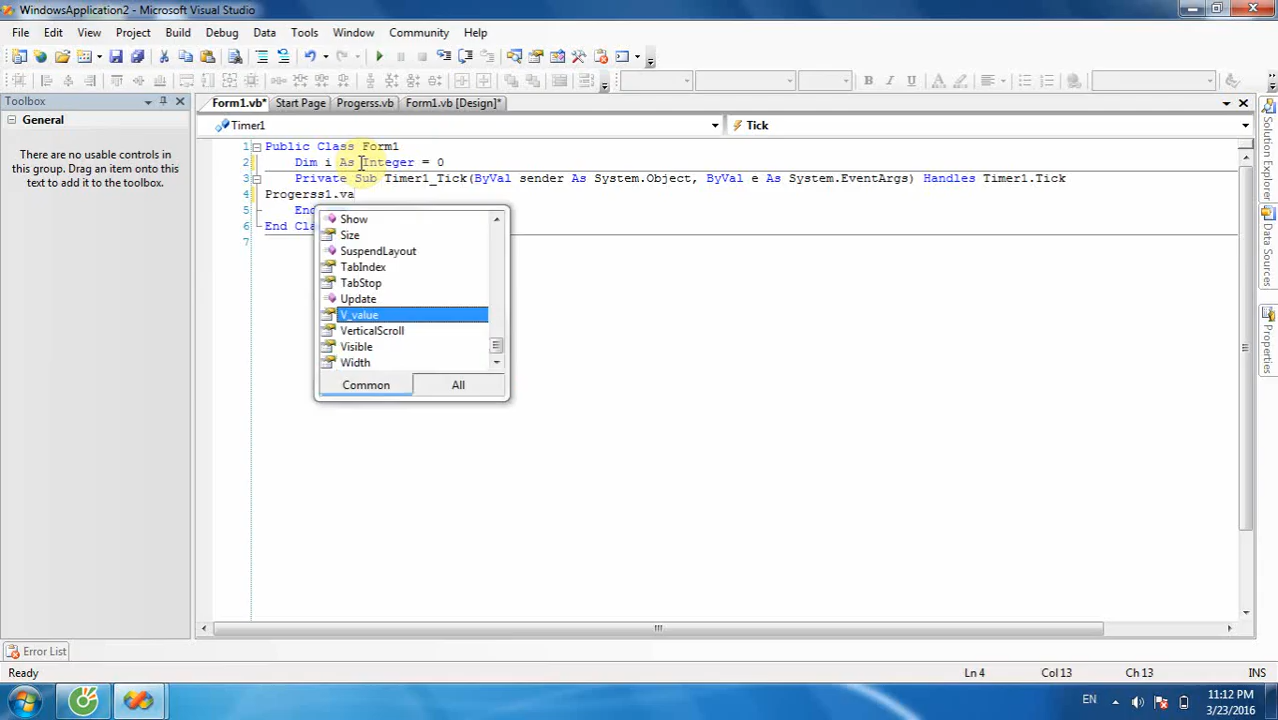 WindowsApplication2 - Microsoft Visual Studio
File Edit View Project Build Debug Data Tools Window Community Help
Toolbox
General
There are no usable controls in
this group. Drag an item onto this
text to add it to the toolbox.
Form1.vb* Start Page Progerss.vb Form1.vb [Design]*
Timer1 Tick
1 Public Class Form1
2 Dim i As Integer = 0
3 Private Sub Timer1_Tick(ByVal sender As System.Object, ByVal e As System.EventArgs) Handles Timer1.Tick
4 Progerss1.va
5 End
6 End Cla
7
Show
Size
SuspendLayout
TabIndex
TabStop
Update
V_value
VerticalScroll
Visible
Width
Common All
Solution Explorer
Data Sources
Properties
Error List
Ready Ln 4 Col 13 Ch 13 INS
EN 11:12 PM
3/23/2016